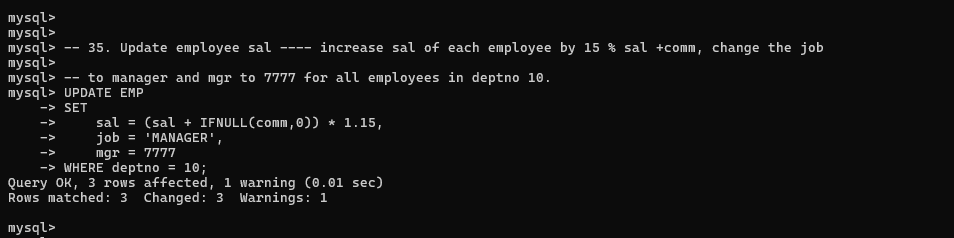 mysql>
mysql>
mysql> -- 35. Update employee sal ---- increase sal of each employee by 15 % sal +comm, change the job
mysql>
mysql> -- to manager and mgr to 7777 for all employees in deptno 10.
mysql> UPDATE EMP
    -> SET
    ->     sal = (sal + IFNULL(comm,0)) * 1.15,
    ->     job = 'MANAGER',
    ->     mgr = 7777
    -> WHERE deptno = 10;
Query OK, 3 rows affected, 1 warning (0.01 sec)
Rows matched: 3  Changed: 3  Warnings: 1

mysql>